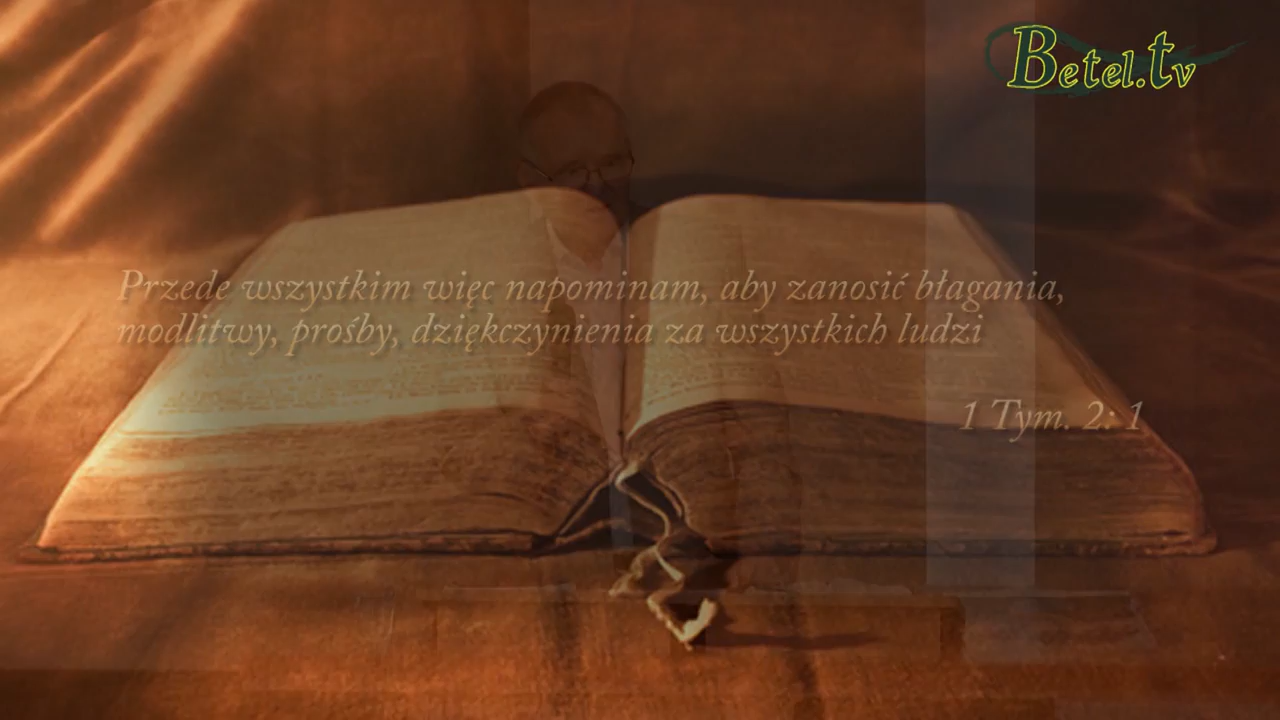 Betel.tv
Przede wszystkim więc napominam, aby zanosić błagania,
modlitwy, prośby, dziękczynienia za wszystkich ludzi
1 Tym. 2: 1